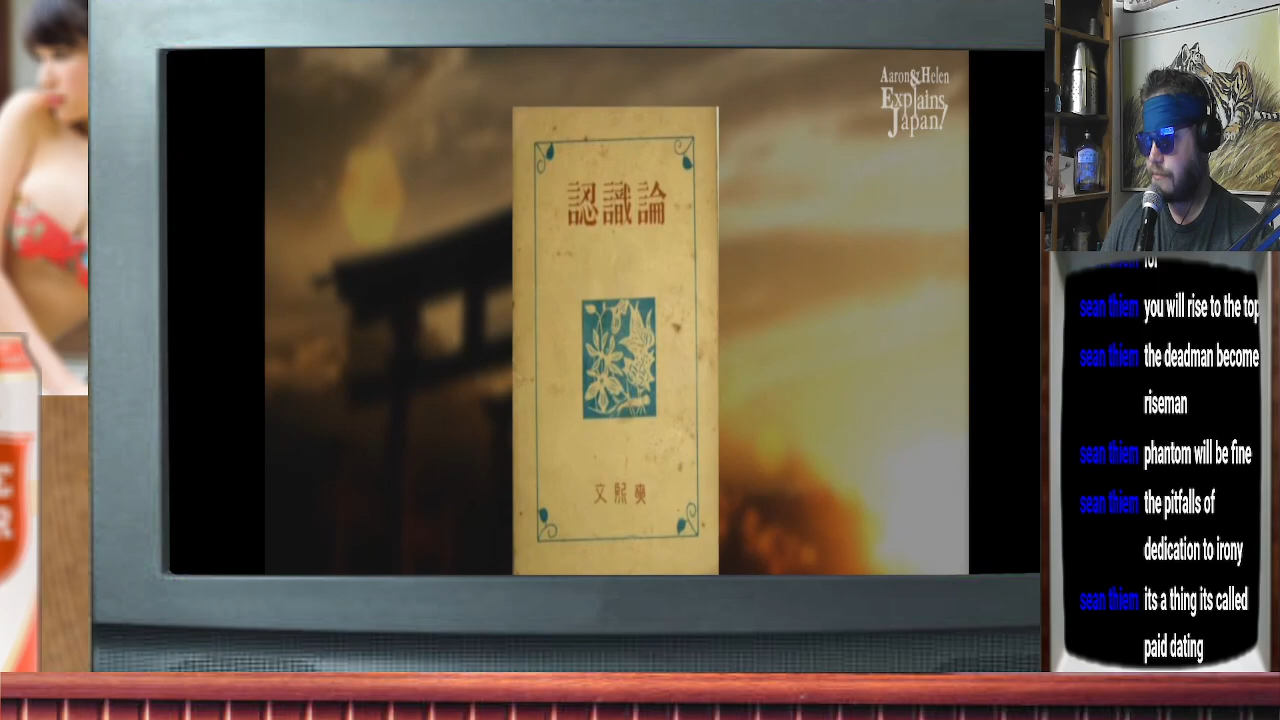 Aaron&Helen
Explains
Japan!
認識論
文熙奭
E
R
sean thiem you will rise to the top
sean thiem the deadman become
riseman
sean thiem phantom will be fine
sean thiem the pitfalls of
dedication to irony
sean thiem its a thing its called
paid dating